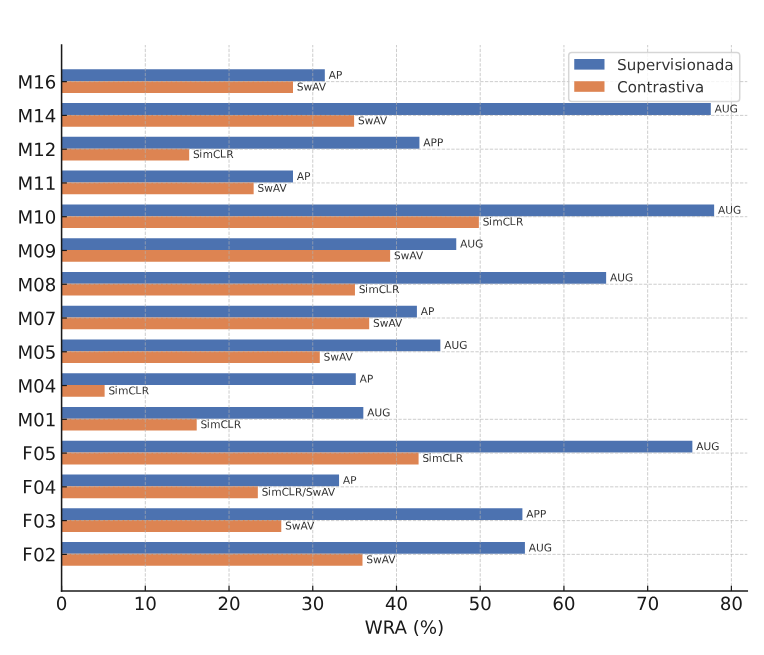 Supervisionada
Contrastiva
M16 AP
SwAV
M14 AUG
SwAV
M12 APP
SimCLR
M11 AP
SwAV
M10 AUG
SimCLR
M09 AUG
SwAV
M08 AUG
SimCLR
M07 AP
SwAV
M05 AUG
SwAV
M04 AP
SimCLR
M01 AUG
SimCLR
F05 AUG
SimCLR
F04 AP
SimCLR/SwAV
F03 APP
SwAV
F02 AUG
SwAV
0 10 20 30 40 50 60 70 80
WRA (%)